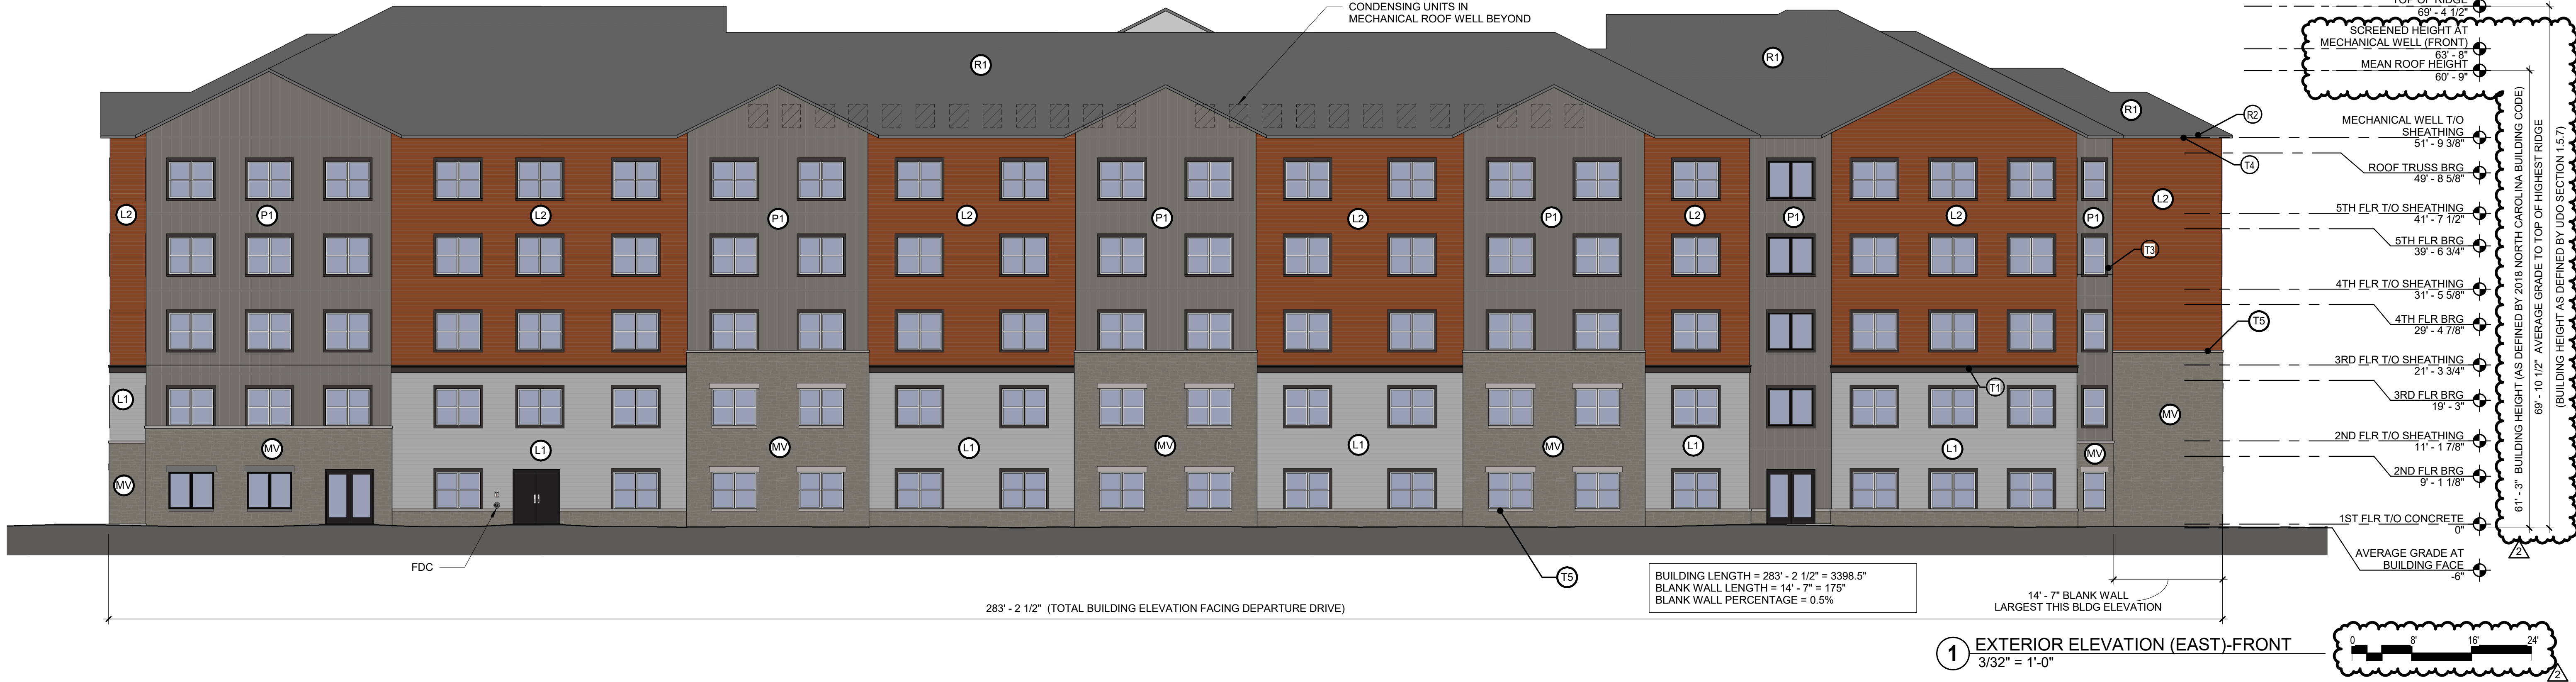 CONDENSING UNITS IN
MECHANICAL ROOF WELL BEYOND
TOP OF RIDGE
69' - 4 1/2"
SCREENED HEIGHT AT
MECHANICAL WELL (FRONT)
63' - 8"
MEAN ROOF HEIGHT
60' - 9"
MECHANICAL WELL T/O
SHEATHING
51' - 9 3/8"
ROOF TRUSS BRG
49' - 8 5/8"
5TH FLR T/O SHEATHING
41' - 7 1/2"
5TH FLR BRG
39' - 6 3/4"
4TH FLR T/O SHEATHING
31' - 5 5/8"
4TH FLR BRG
29' - 4 7/8"
3RD FLR T/O SHEATHING
21' - 3 3/4"
3RD FLR BRG
19' - 3"
2ND FLR T/O SHEATHING
11' - 1 7/8"
2ND FLR BRG
9' - 1 1/8"
1ST FLR T/O CONCRETE
0"
AVERAGE GRADE AT
BUILDING FACE
-6"
61' - 3" BUILDING HEIGHT (AS DEFINED BY 2018 NORTH CAROLINA BUILDING CODE)
69' - 10 1/2" AVERAGE GRADE TO TOP OF HIGHEST RIDGE
(BUILDING HEIGHT AS DEFINED BY UDO SECTION 1.5.7)
2
R1
R1
R1
R2
T4
L2
P1
L2
P1
L2
P1
L2
P1
L2
P1
L2
P1
L2
T3
T5
T1
L1
MV
MV
L1
MV
L1
MV
L1
MV
L1
L1
MV
MV
FDC
T5
BUILDING LENGTH = 283' - 2 1/2" = 3398.5"
BLANK WALL LENGTH = 14' - 7" = 175"
BLANK WALL PERCENTAGE = 0.5%
14' - 7" BLANK WALL
LARGEST THIS BLDG ELEVATION
283' - 2 1/2" (TOTAL BUILDING ELEVATION FACING DEPARTURE DRIVE)
1 EXTERIOR ELEVATION (EAST)-FRONT
3/32" = 1'-0"
0 8' 16' 24'
2